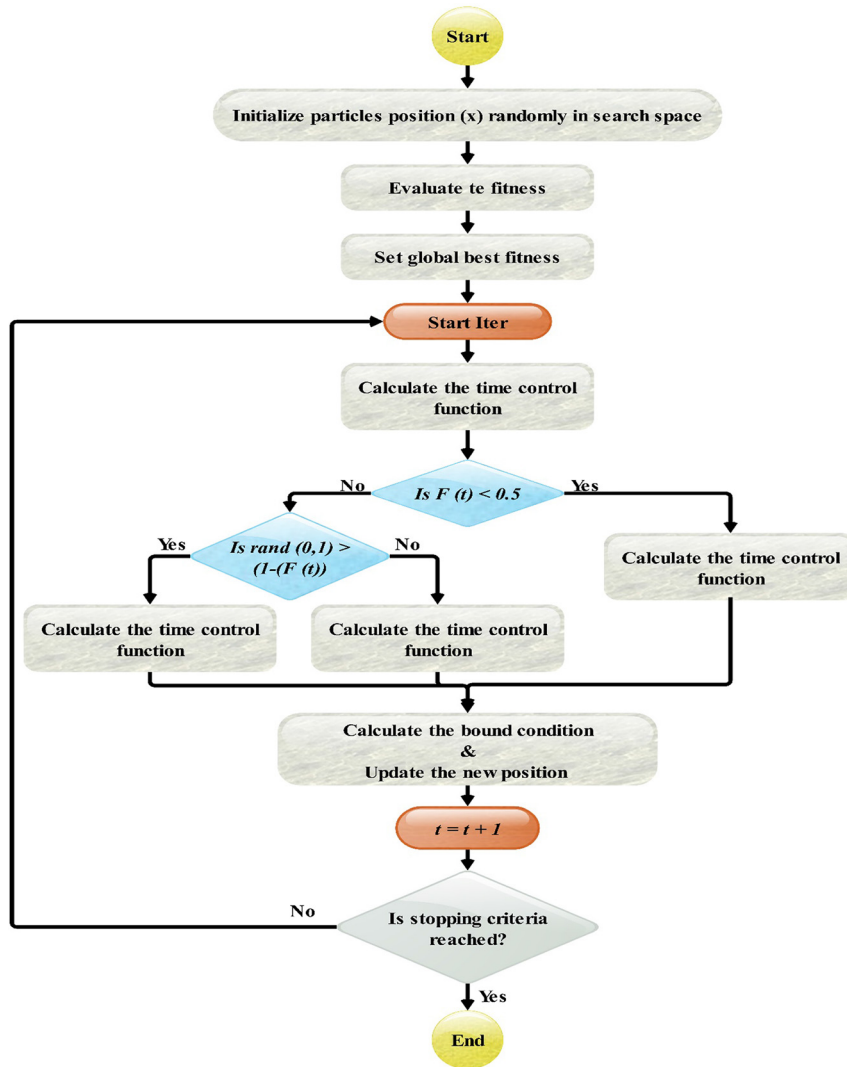 Start
Initialize particles position (x) randomly in search space
Evaluate te fitness
Set global best fitness
Start Iter
Calculate the time control
function
Is F (t) < 0.5
No
Yes
Is rand (0,1) >
(1-(F (t))
Yes
No
Calculate the time control
function
Calculate the time control
function
Calculate the time control
function
Calculate the bound condition
&
Update the new position
t = t + 1
Is stopping criteria
reached?
No
Yes
End